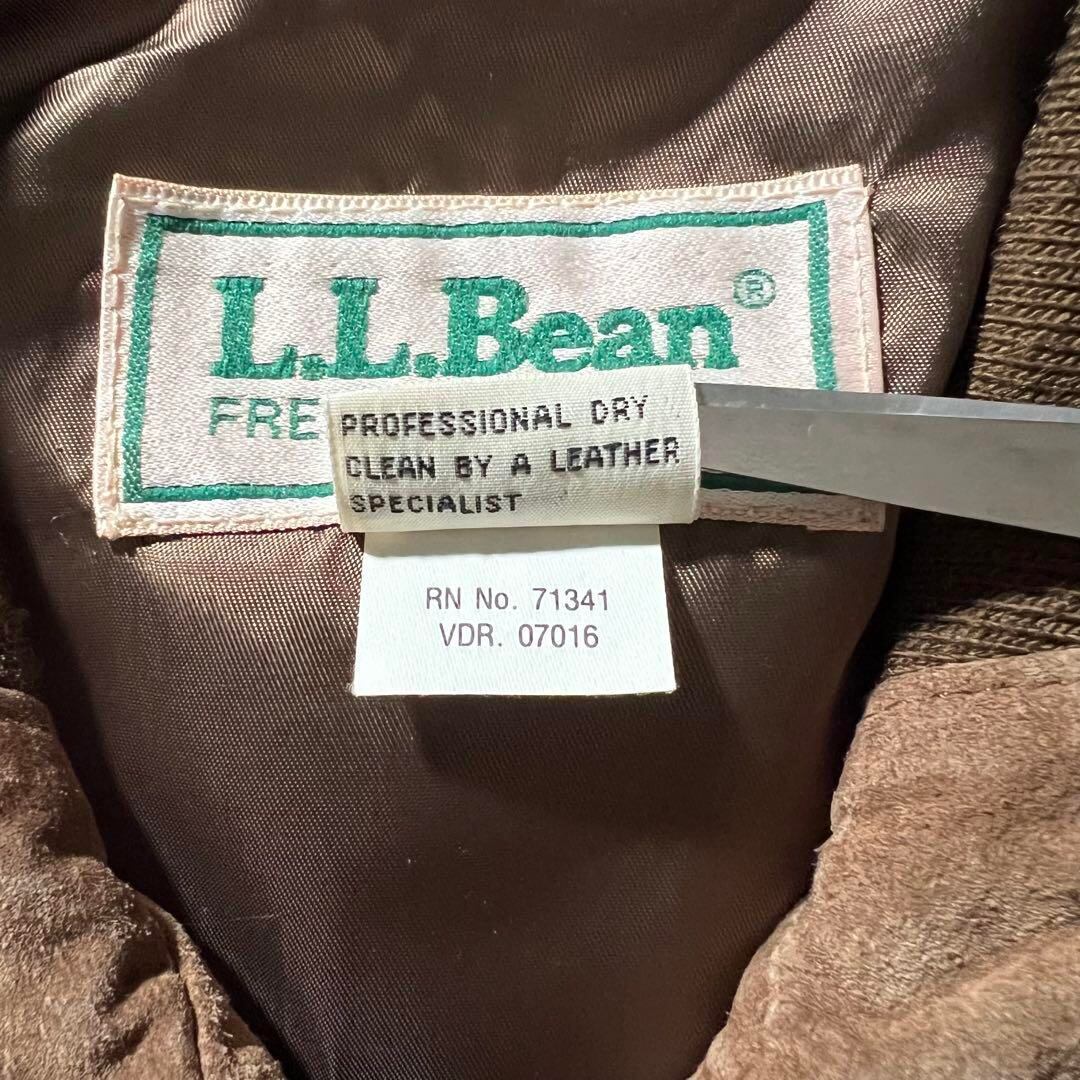 L.L.Bean®
FRE
PROFESSIONAL DRY
CLEAN BY A LEATHER
SPECIALIST
RN No. 71341
VDR. 07016